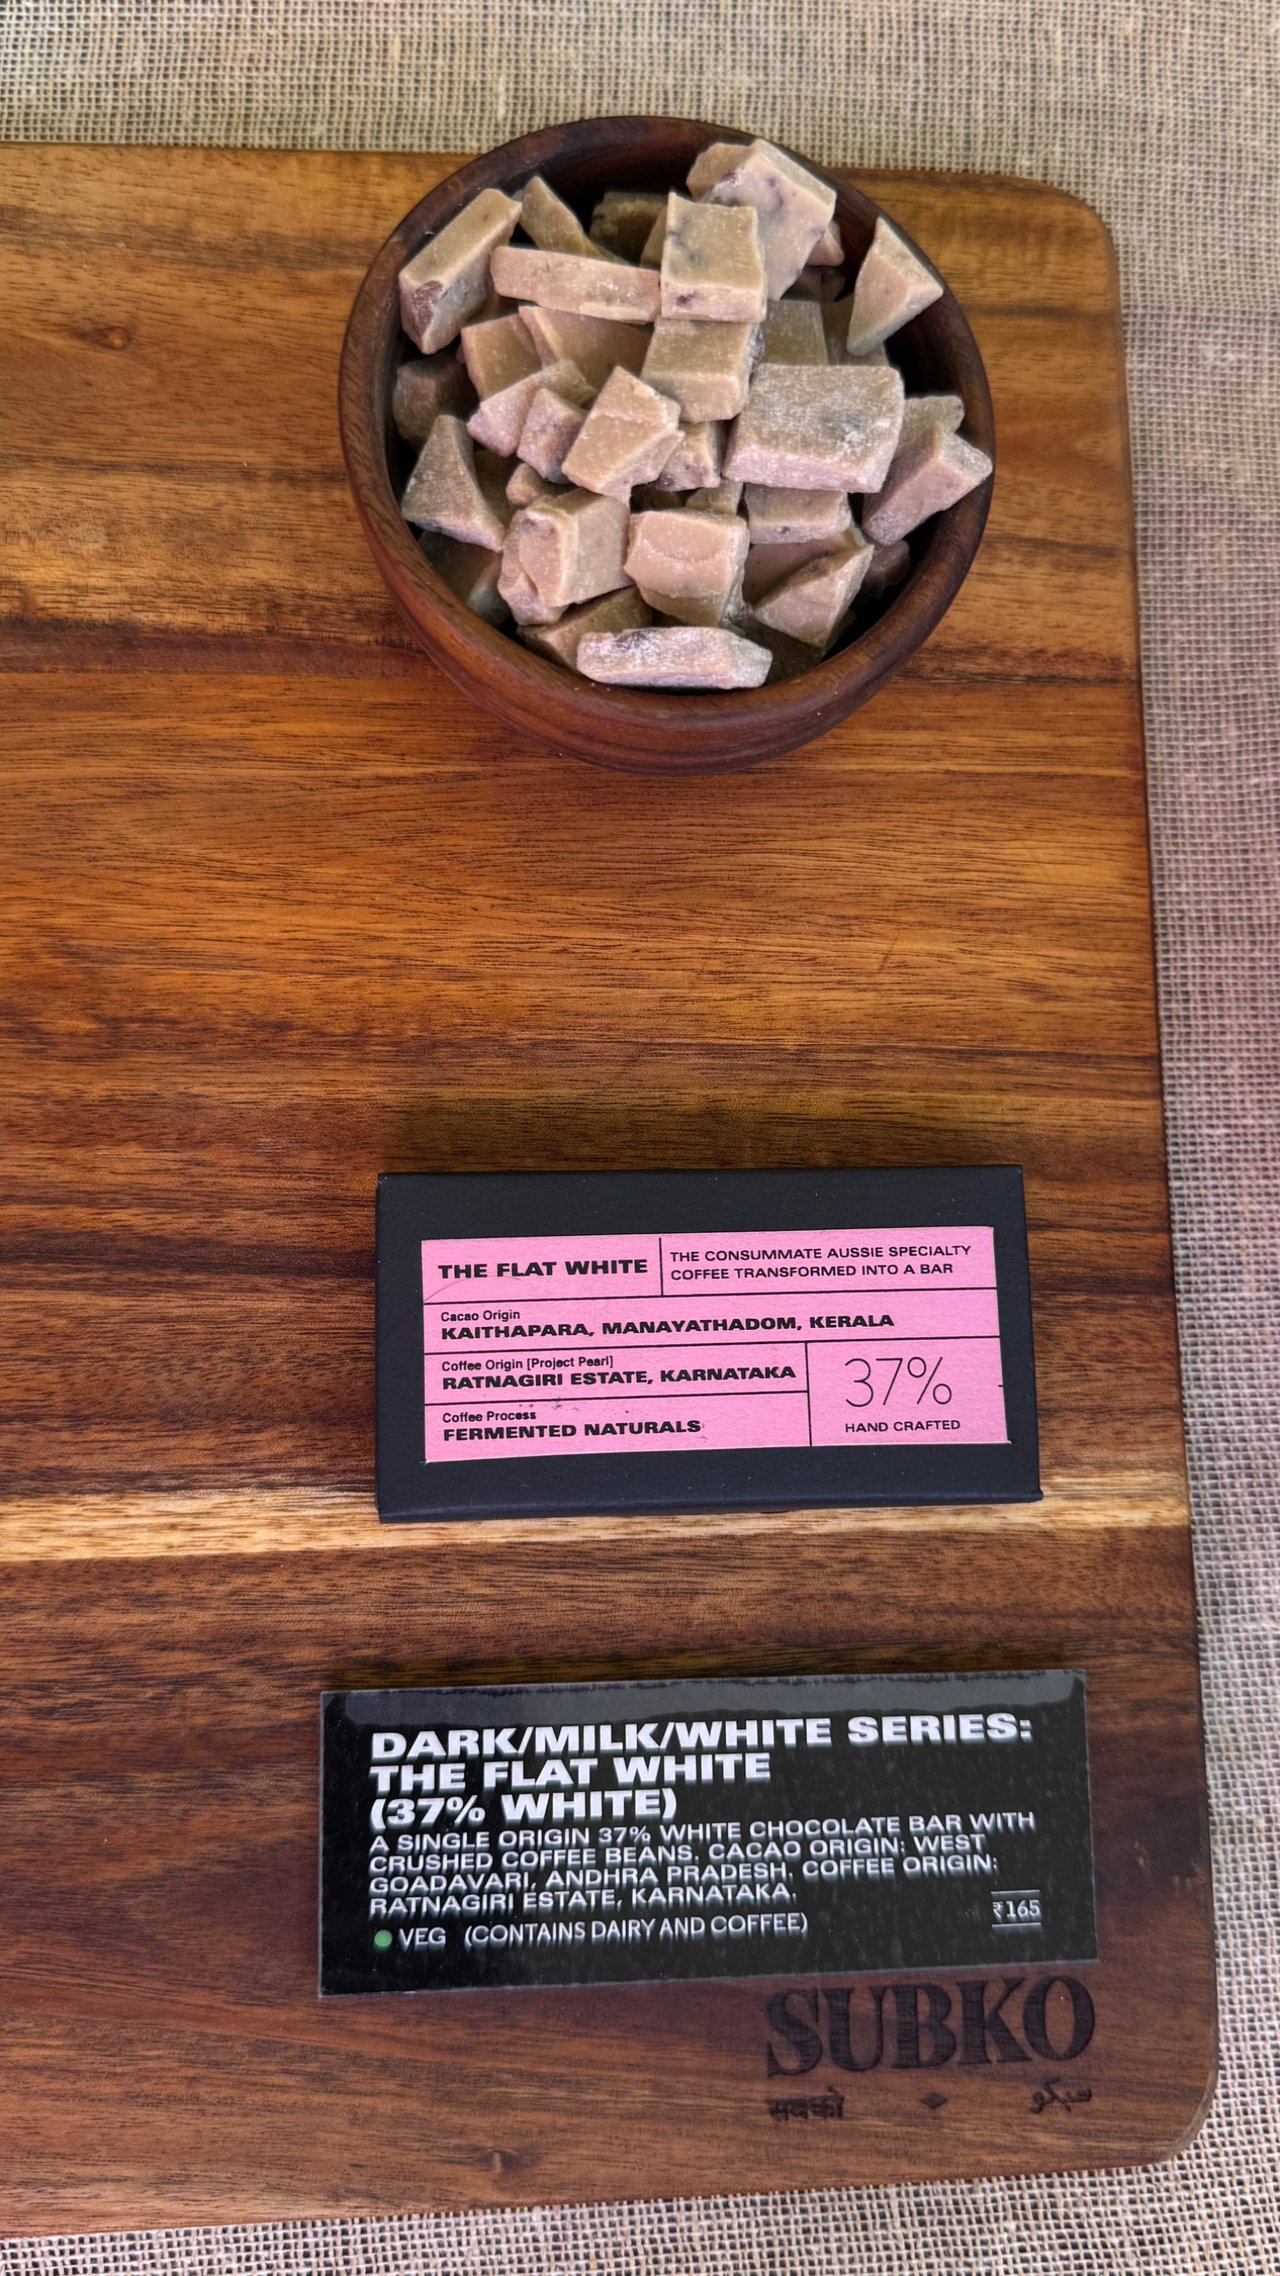 THE FLAT WHITE
THE CONSUMMATE AUSSIE SPECIALTY
COFFEE TRANSFORMED INTO A BAR
Cacao Origin
KAITHAPARA, MANAYATHADOM, KERALA
Coffee Origin [Project Pearl]
RATNAGIRI ESTATE, KARNATAKA
Coffee Process
FERMENTED NATURALS
37%
HAND CRAFTED
DARK/MILK/WHITE SERIES:
THE FLAT WHITE
(37% WHITE)
A SINGLE ORIGIN 37% WHITE CHOCOLATE BAR WITH
CRUSHED COFFEE BEANS. CACAO ORIGIN: WEST
GOADAVARI, ANDHRA PRADESH. COFFEE ORIGIN:
RATNAGIRI ESTATE, KARNATAKA.
VEG (CONTAINS DAIRY AND COFFEE)
₹165
SUBKO
सबको سبکو